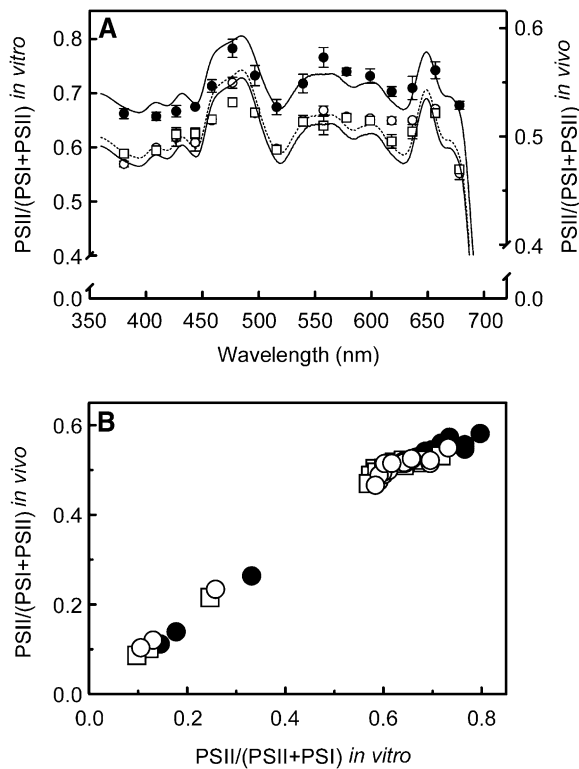 A
PSII/(PSI+PSII) in vitro
0.8
0.7
0.6
0.5
0.4
0.0
0.6
0.5
0.4
0.0
PSII/(PSI+PSII) in vivo
350 400 450 500 550 600 650 700
Wavelength (nm)
B
PSII/(PSI+PSII) in vivo
0.6
0.4
0.2
0.0
0.0 0.2 0.4 0.6 0.8
PSII/(PSII+PSI) in vitro